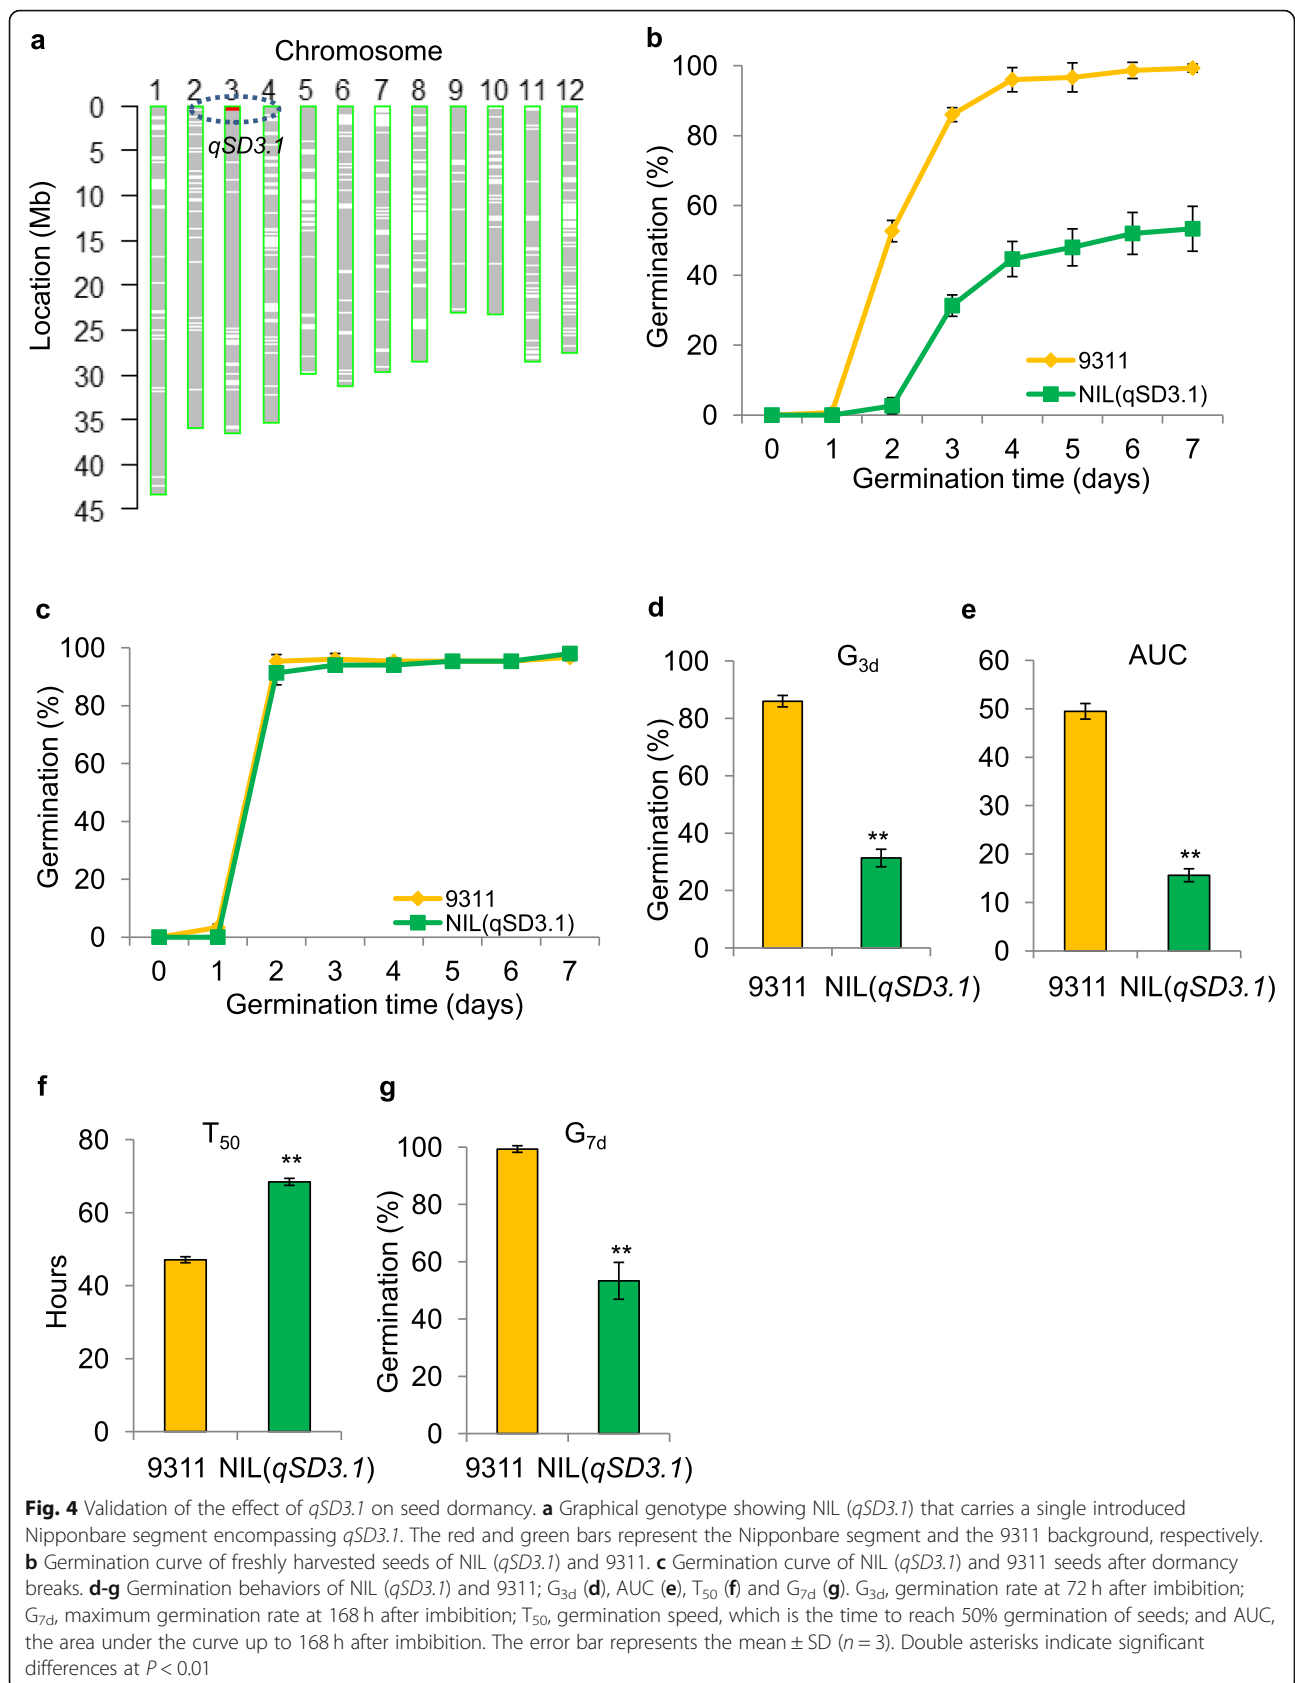 a
Chromosome
1 2 3 4 5 6 7 8 9 10 11 12
0
5
10
15
20
25
30
35
40
45
Location (Mb)
qSD3.1
b
100
80
60
40
20
0
Germination (%)
9311
NIL(qSD3.1)
0 1 2 3 4 5 6 7
Germination time (days)
c
100
80
60
40
20
0
Germination (%)
9311
NIL(qSD3.1)
0 1 2 3 4 5 6 7
Germination time (days)
d
G3d
100
80
60
40
20
0
Germination (%)
**
9311 NIL(qSD3.1)
e
AUC
60
50
40
30
20
10
0
**
9311 NIL(qSD3.1)
f
T50
80
60
40
20
0
Hours
**
9311 NIL(qSD3.1)
g
G7d
100
80
60
40
20
0
Germination (%)
**
9311 NIL(qSD3.1)
Fig. 4 Validation of the effect of qSD3.1 on seed dormancy. a Graphical genotype showing NIL (qSD3.1) that carries a single introduced
Nipponbare segment encompassing qSD3.1. The red and green bars represent the Nipponbare segment and the 9311 background, respectively.
b Germination curve of freshly harvested seeds of NIL (qSD3.1) and 9311. c Germination curve of NIL (qSD3.1) and 9311 seeds after dormancy
breaks. d-g Germination behaviors of NIL (qSD3.1) and 9311; G3d (d), AUC (e), T50 (f) and G7d (g). G3d, germination rate at 72 h after imbibition;
G7d, maximum germination rate at 168 h after imbibition; T50, germination speed, which is the time to reach 50% germination of seeds; and AUC,
the area under the curve up to 168 h after imbibition. The error bar represents the mean ± SD (n = 3). Double asterisks indicate significant
differences at P < 0.01